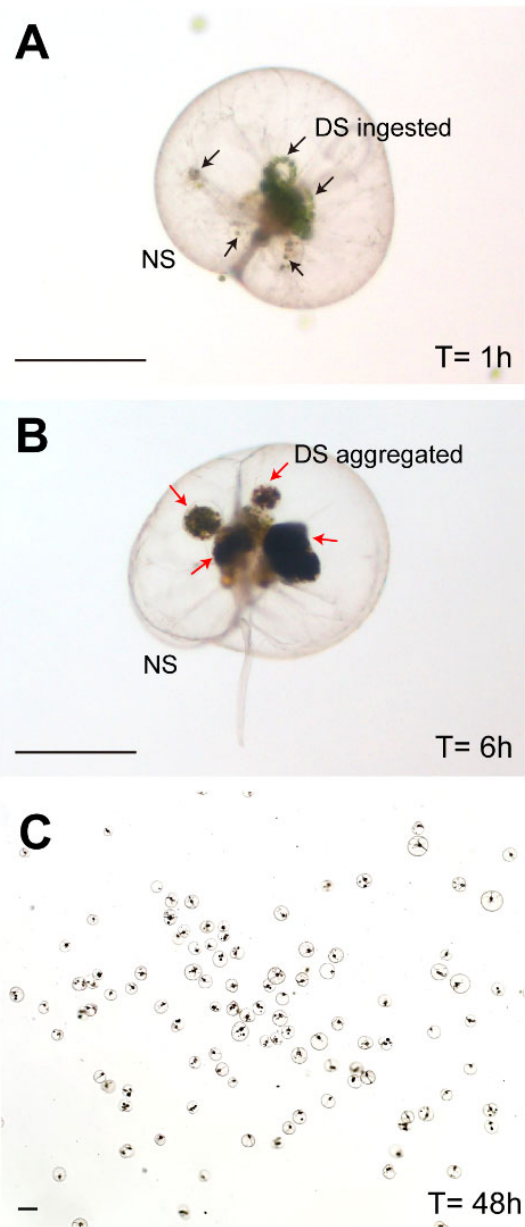 A
DS ingested
NS
T= 1h
B
DS aggregated
NS
T= 6h
C
T= 48h